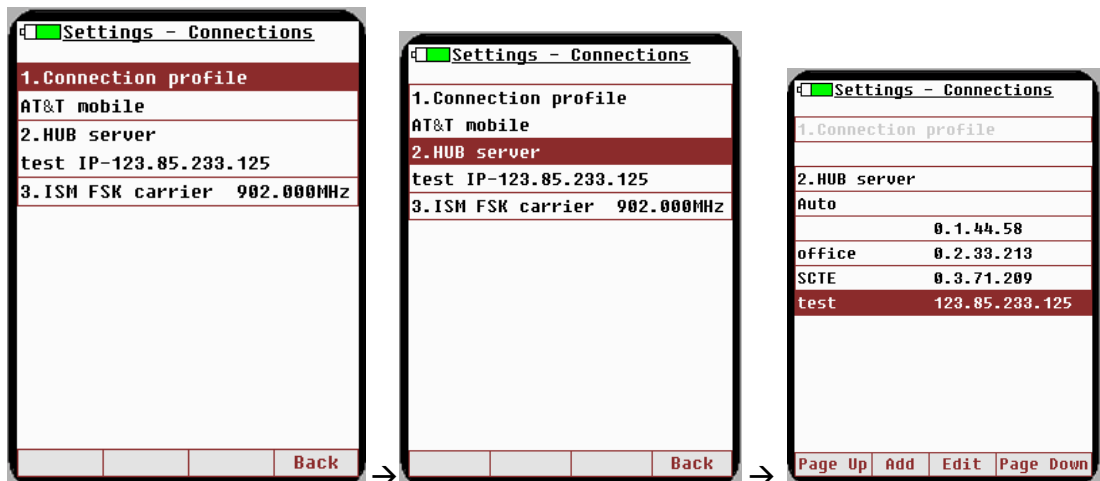 Settings - Connections
1.Connection profile
AT&T mobile
2.HUB server
test IP-123.85.233.125
3.ISM FSK carrier 902.000MHz
Back
→
Settings - Connections
1.Connection profile
AT&T mobile
2.HUB server
test IP-123.85.233.125
3.ISM FSK carrier 902.000MHz
Back
→
Settings - Connections
1.Connection profile
2.HUB server
Auto
0.1.44.58
office 0.2.33.213
SCTE 0.3.71.209
test 123.85.233.125
Page Up Add Edit Page Down